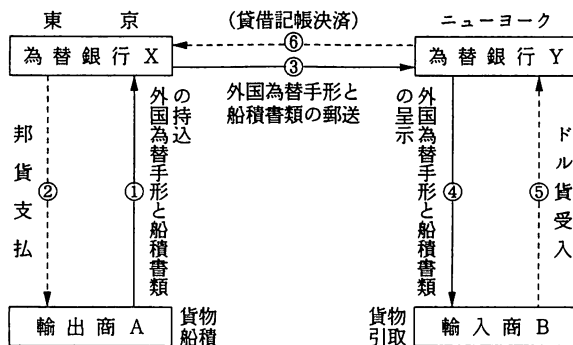 東京
(貸借記帳決済)
ニューヨーク
⑥
為替銀行X
為替銀行Y
③
外国為替手形と
船積書類の郵送
邦貨支払
②
①
外国為替手形と船積書類
の持込
外国為替手形と船積書類
の呈示
④
⑤
ドル貨受入
輸出商A
貨物
船積
貨物
引取
輸入商B